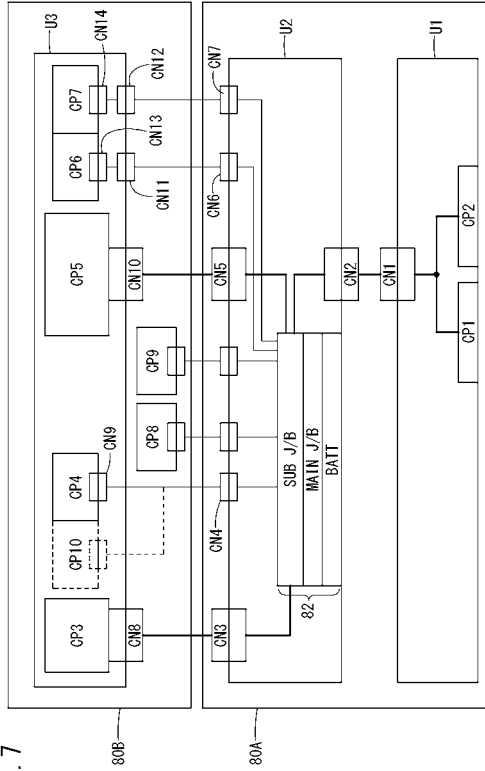 . 7
U3
CN14
CN12
CP7
CN13
CP6
CN11
CN7
U2
CN6
U1
CP5
CN10
CN5
CN2
CN1
CP2
CP1
CP9
CP8
CP4
CN9
CP10
CN4
SUB J/B
MAIN J/B
BATT
82
CP3
CN8
CN3
80B
80A